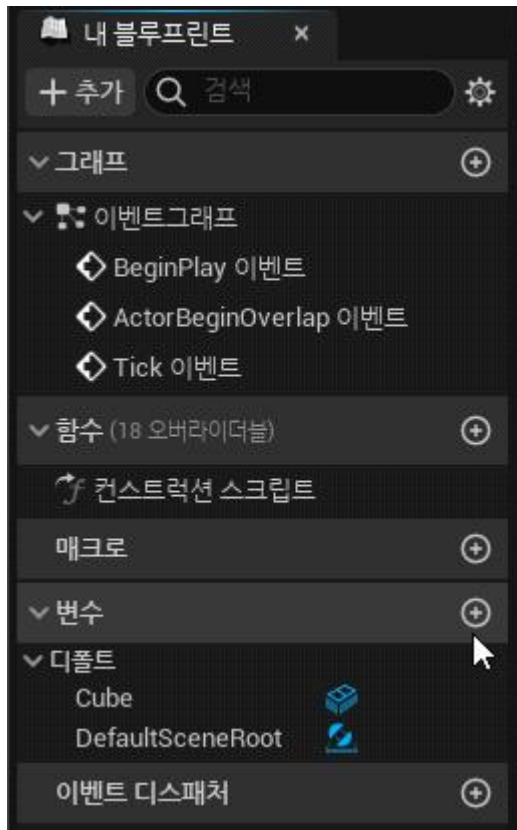 내 블루프린트 ×
+ 추가 검색
그래프
이벤트그래프
BeginPlay 이벤트
ActorBeginOverlap 이벤트
Tick 이벤트
함수 (18 오버라이더블)
컨스트럭션 스크립트
매크로
변수
디폴트
Cube
DefaultSceneRoot
이벤트 디스패처